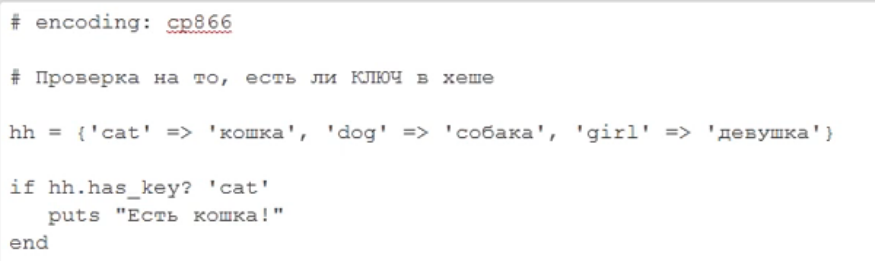 # encoding: cp866
# Проверка на то, есть ли КЛЮЧ в хеше
hh = {'cat' => 'кошка', 'dog' => 'собака', 'girl' => 'девушка'}
if hh.has_key? 'cat'
   puts "Есть кошка!"
end